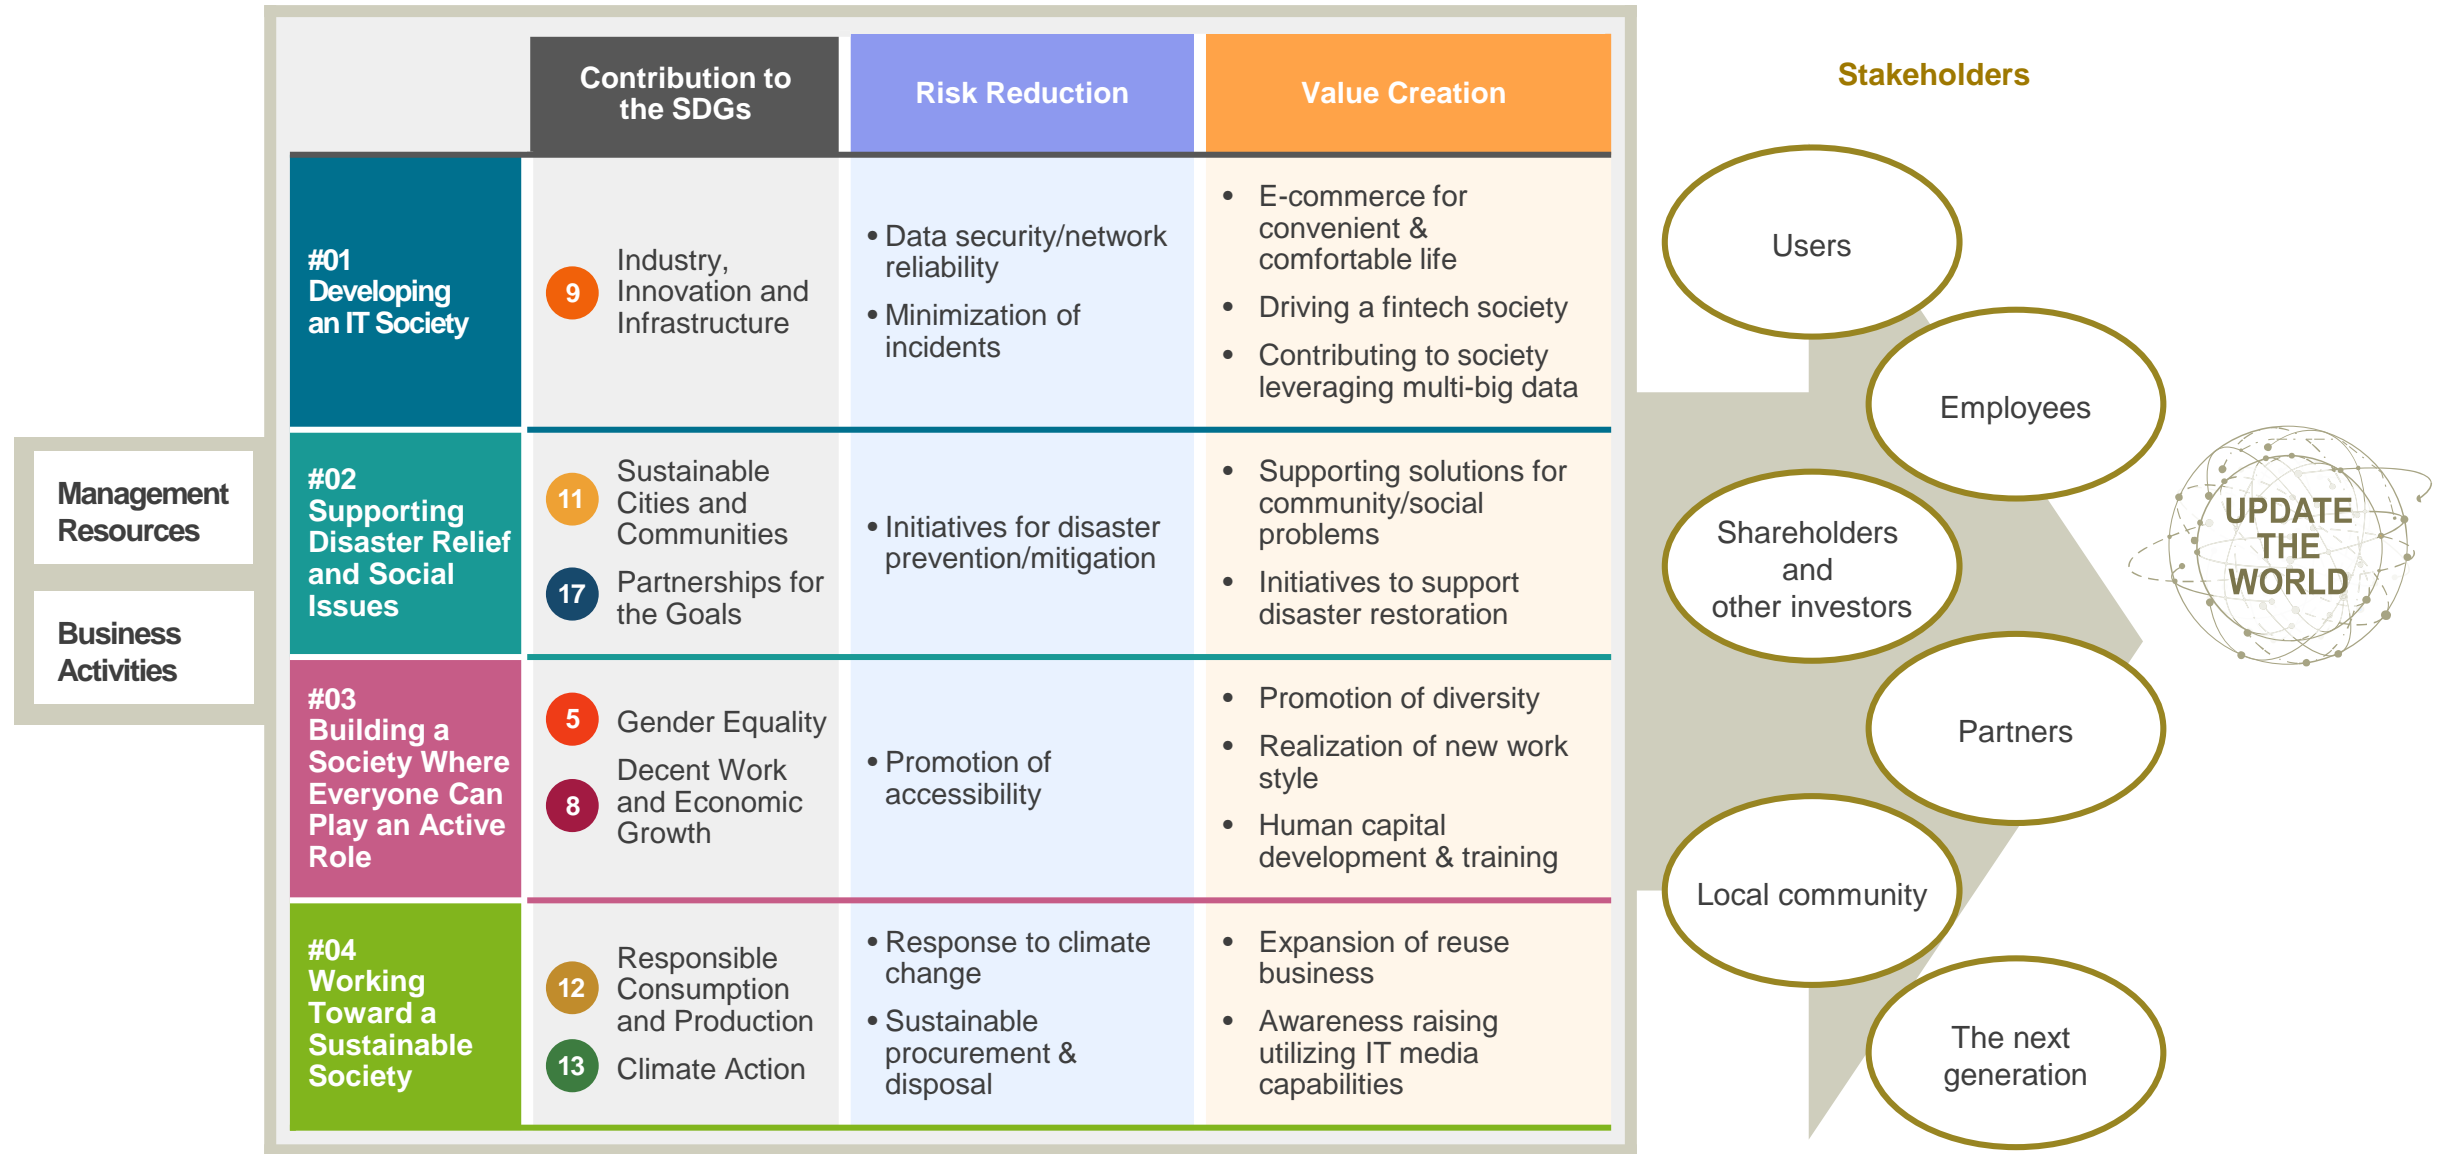 Management
Resources
Business
Activities
Contribution to
the SDGs
Risk Reduction
Value Creation
#01
Developing
an IT Society
9
Industry,
Innovation and
Infrastructure
• Data security/network
reliability
• Minimization of
incidents
• E-commerce for
convenient &
comfortable life
• Driving a fintech society
• Contributing to society
leveraging multi-big data
#02
Supporting
Disaster Relief
and Social
Issues
11
Sustainable
Cities and
Communities
17
Partnerships for
the Goals
• Initiatives for disaster
prevention/mitigation
• Supporting solutions for
community/social
problems
• Initiatives to support
disaster restoration
#03
Building a
Society Where
Everyone Can
Play an Active
Role
5
Gender Equality
8
Decent Work
and Economic
Growth
• Promotion of
accessibility
• Promotion of diversity
• Realization of new work
style
• Human capital
development & training
#04
Working
Toward a
Sustainable
Society
12
Responsible
Consumption
and Production
13
Climate Action
• Response to climate
change
• Sustainable
procurement &
disposal
• Expansion of reuse
business
• Awareness raising
utilizing IT media
capabilities
Stakeholders
Users
Employees
Shareholders
and
other investors
Partners
Local community
The next
generation
UPDATE
THE
WORLD